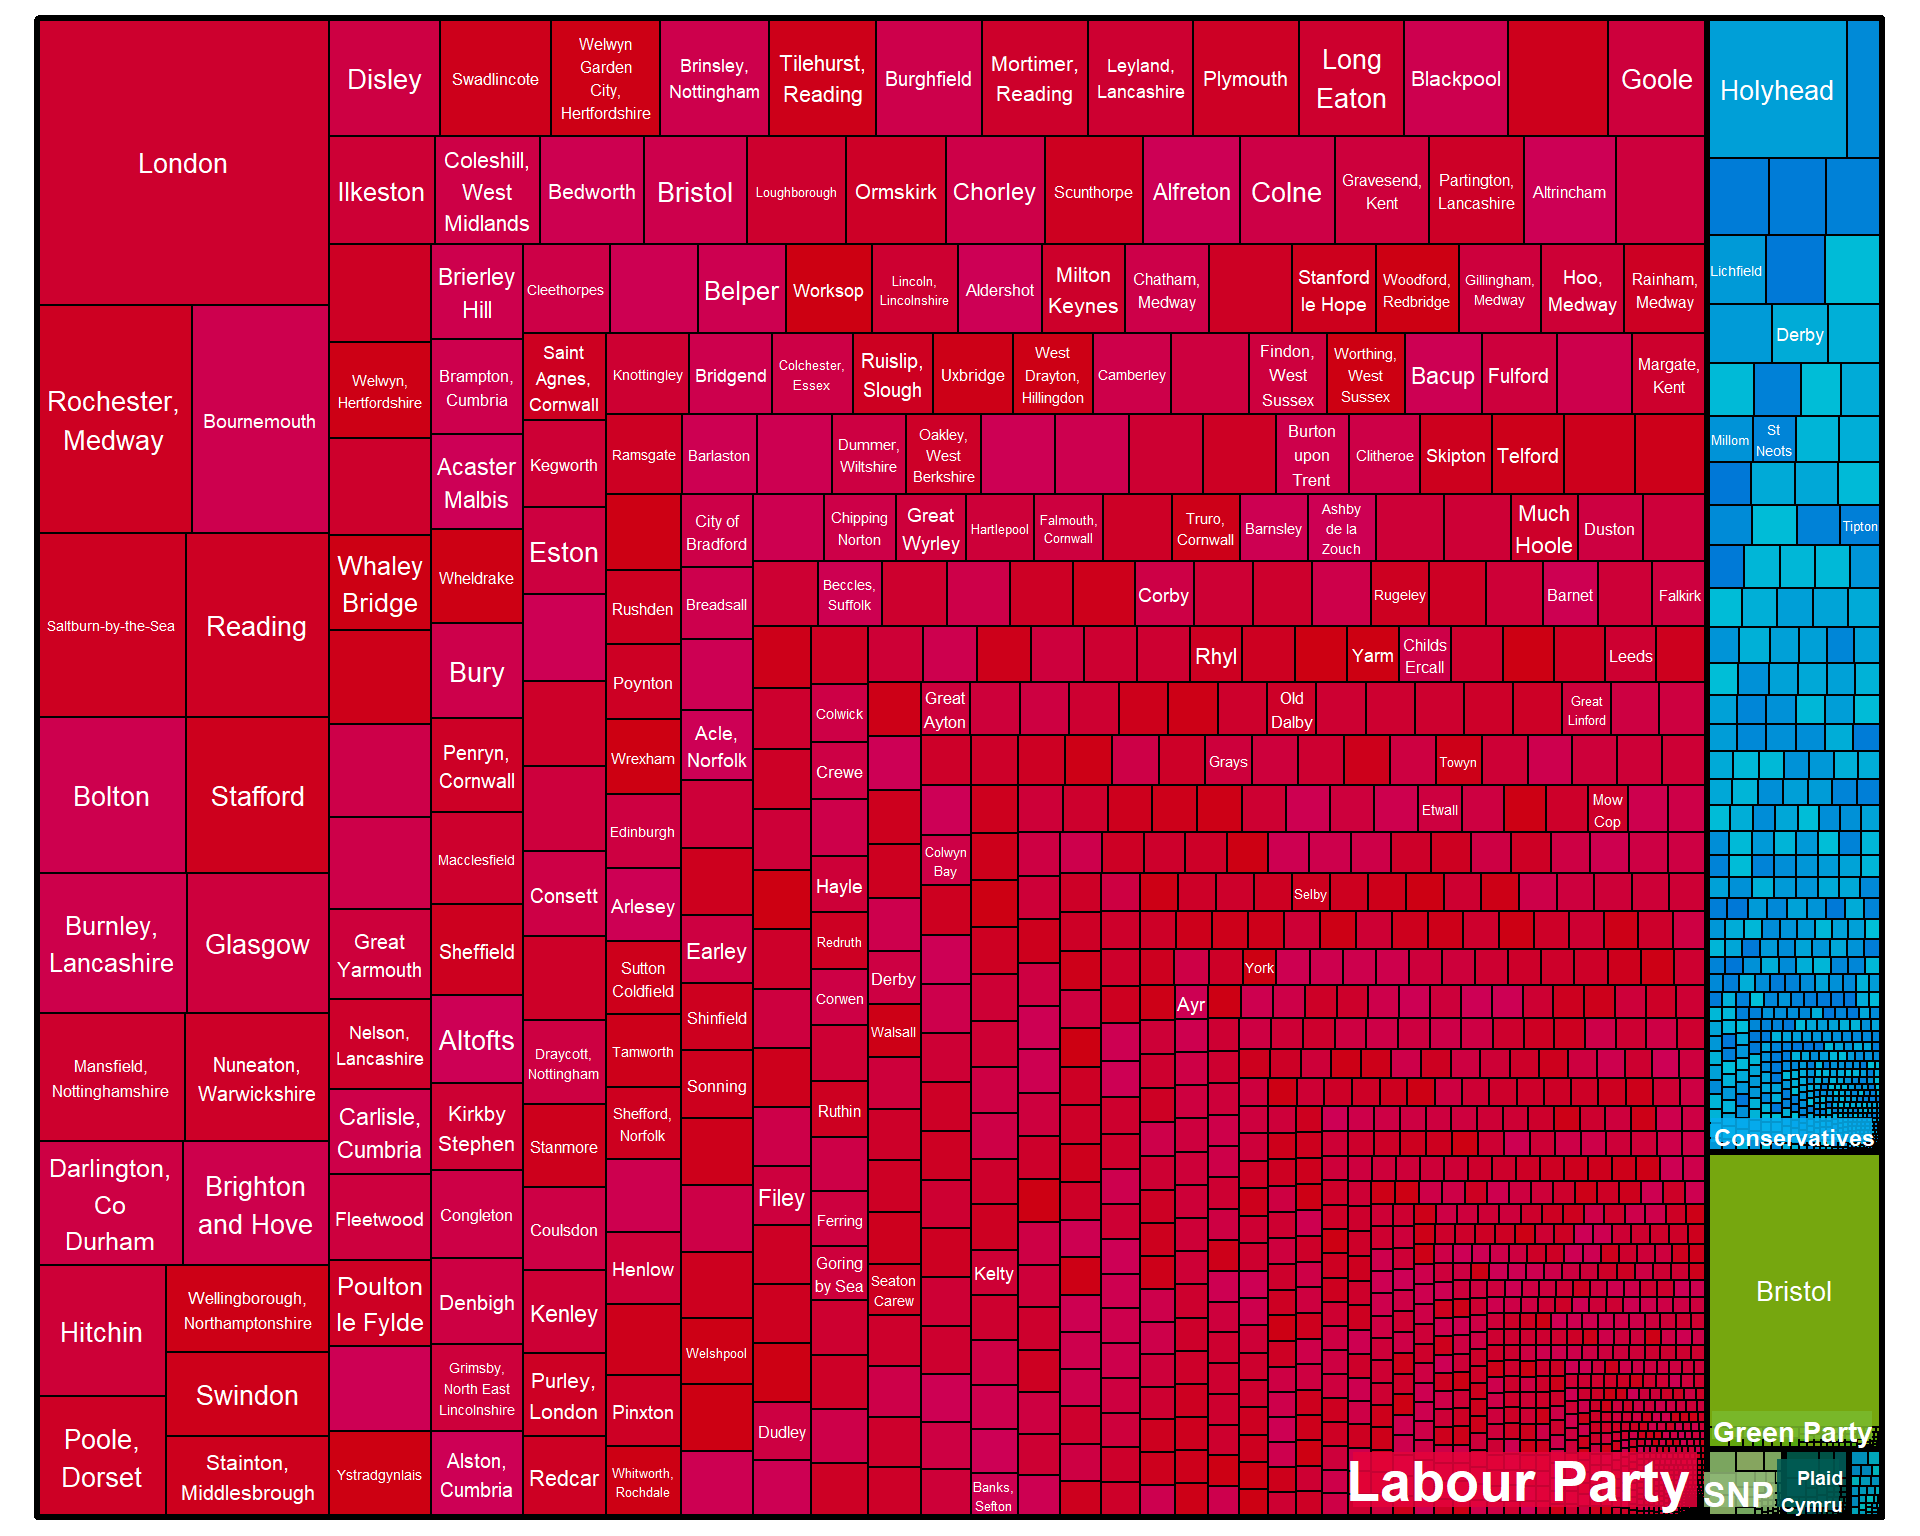 London
Disley
Swadlincote
Welwyn
Garden
City,
Hertfordshire
Brinsley,
Nottingham
Tilehurst,
Reading
Burghfield
Mortimer,
Reading
Leyland,
Lancashire
Plymouth
Long
Eaton
Blackpool
Goole
Holyhead
Ilkeston
Coleshill,
West
Midlands
Bedworth
Bristol
Loughborough
Ormskirk
Chorley
Scunthorpe
Alfreton
Colne
Gravesend,
Kent
Partington,
Lancashire
Altrincham
Brierley
Hill
Cleethorpes
Belper
Worksop
Lincoln,
Lincolnshire
Aldershot
Milton
Keynes
Chatham,
Medway
Stanford
le Hope
Woodford,
Redbridge
Gillingham,
Medway
Hoo,
Medway
Rainham,
Medway
Lichfield
Rochester,
Medway
Bournemouth
Welwyn,
Hertfordshire
Brampton,
Cumbria
Saint
Agnes,
Cornwall
Knottingley
Bridgend
Colchester,
Essex
Ruislip,
Slough
Uxbridge
West
Drayton,
Hillingdon
Camberley
Findon,
West
Sussex
Worthing,
West
Sussex
Bacup
Fulford
Margate,
Kent
Derby
Acaster
Malbis
Kegworth
Ramsgate
Barlaston
Dummer,
Wiltshire
Oakley,
West
Berkshire
Burton
upon
Trent
Clitheroe
Skipton
Telford
Millom
St
Neots
Whaley
Bridge
Wheldrake
Eston
City of
Bradford
Chipping
Norton
Great
Wyrley
Hartlepool
Falmouth,
Cornwall
Truro,
Cornwall
Barnsley
Ashby
de la
Zouch
Much
Hoole
Duston
Tipton
Saltburn-by-the-Sea
Reading
Rushden
Breadsall
Beccles,
Suffolk
Corby
Rugeley
Barnet
Falkirk
Bury
Poynton
Rhyl
Yarm
Childs
Ercall
Leeds
Penryn,
Cornwall
Wrexham
Acle,
Norfolk
Colwick
Great
Ayton
Old
Dalby
Great
Linford
Bolton
Stafford
Crewe
Grays
Towyn
Macclesfield
Edinburgh
Etwall
Mow
Cop
Consett
Arlesey
Hayle
Colwyn
Bay
Selby
Burnley,
Lancashire
Glasgow
Great
Yarmouth
Sheffield
Sutton
Coldfield
Earley
Redruth
Derby
York
Nelson,
Lancashire
Altofts
Draycott,
Nottingham
Tamworth
Shinfield
Corwen
Walsall
Ayr
Mansfield,
Nottinghamshire
Nuneaton,
Warwickshire
Carlisle,
Cumbria
Kirkby
Stephen
Stanmore
Shefford,
Norfolk
Sonning
Ruthin
Conservatives
Darlington,
Co
Durham
Brighton
and Hove
Fleetwood
Congleton
Coulsdon
Henlow
Filey
Ferring
Goring
by Sea
Seaton
Carew
Kelty
Bristol
Hitchin
Wellingborough,
Northamptonshire
Poulton
le Fylde
Denbigh
Kenley
Welshpool
Swindon
Grimsby,
North East
Lincolnshire
Purley,
London
Pinxton
Dudley
Green Party
Poole,
Dorset
Stainton,
Middlesbrough
Ystradgynlais
Alston,
Cumbria
Redcar
Whitworth,
Rochdale
Banks,
Sefton
Labour Party
SNP
Plaid
Cymru